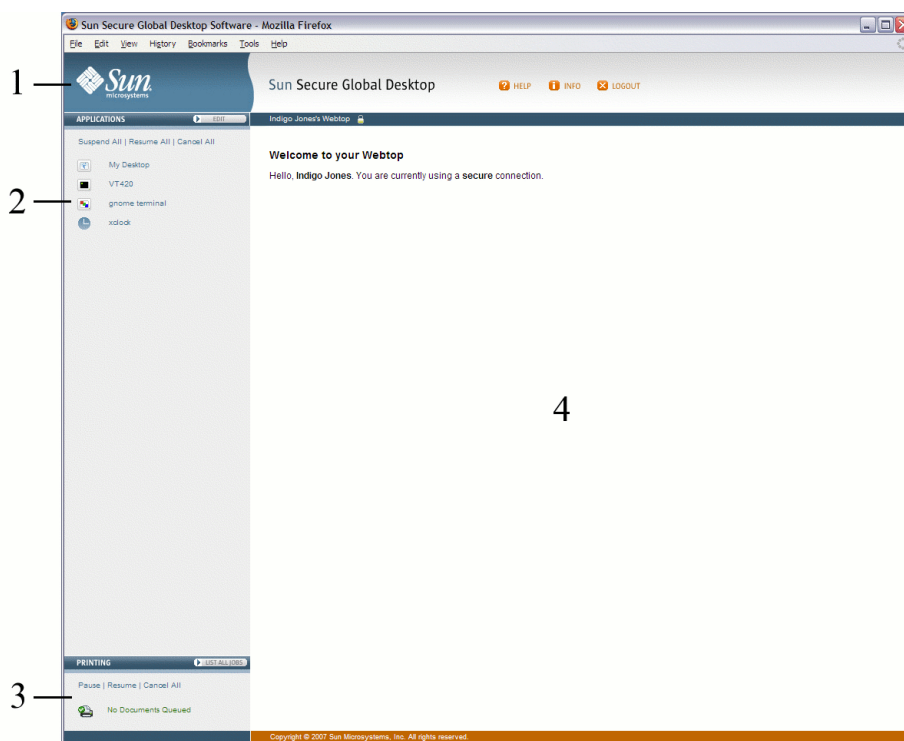 Sun Secure Global Desktop Software - Mozilla Firefox
File Edit View History Bookmarks Tools Help
1
Sun
microsystems
Sun Secure Global Desktop
HELP INFO LOGOUT
APPLICATIONS EDIT
Indigo Jones's Webtop
Suspend All | Resume All | Cancel All
Welcome to your Webtop
Hello, Indigo Jones. You are currently using a secure connection.
My Desktop
VT420
2
gnome terminal
xclock
4
PRINTING LIST ALL JOBS
Pause | Resume | Cancel All
3
No Documents Queued
Copyright © 2007 Sun Microsystems, Inc. All rights reserved.